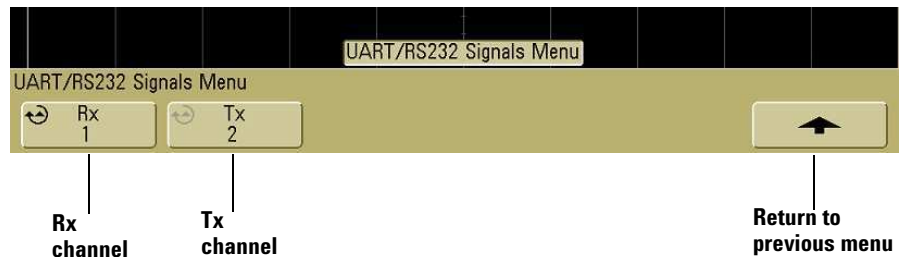 UART/RS232 Signals Menu
UART/RS232 Signals Menu
Rx
1
Tx
2
Rx
channel
Tx
channel
Return to
previous menu